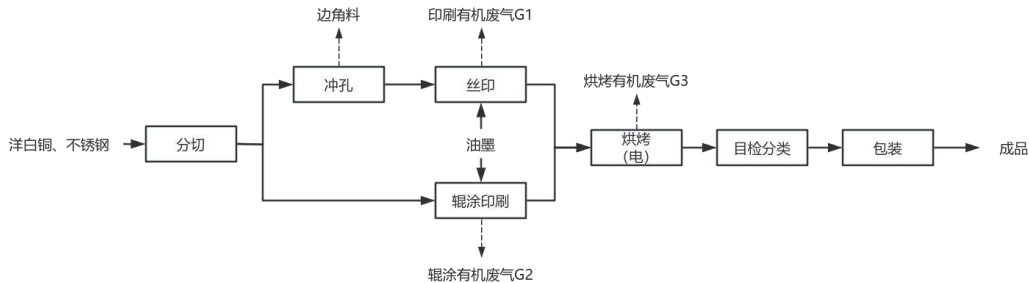 边角料
印刷有机废气G1
烘烤有机废气G3
冲孔
丝印
洋白铜、不锈钢
分切
油墨
烘烤
(电)
目检分类
包装
成品
辊涂印刷
辊涂有机废气G2